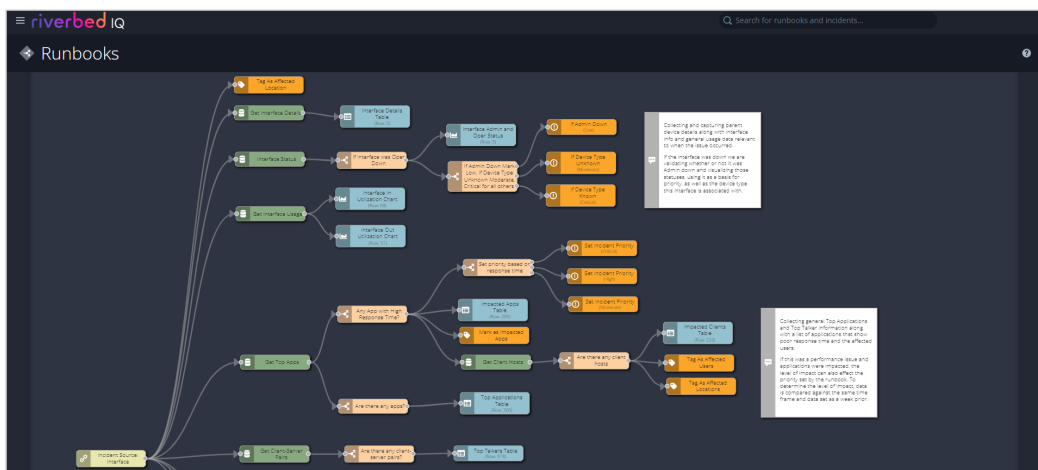 riverbed IQ
Search for runbooks and incidents...
Runbooks
Tag As Affected
Location
Get Interface Details
Interface Details
Table
Interface Admin and
Oper Status
If Admin Down
Interface Status
If Interface was Oper
Down
If Admin Down Mark
Low, If Device Type
Unknown Moderate,
Critical for all others
If Device Type
Unknown
If Device Type
Known
Collecting and capturing parent
device details along with interface
info and general usage data relevant
to when the issue occurred.
If the interface was down we are
validating whether or not it was
Admin down and visualizing those
statuses, using it as a basis for
priority, as well as the device type
this interface is associated with.
Get Interface Usage
Interface In
Utilization Chart
Interface Out
Utilization Chart
Set priority based on
response time
Set Incident Priority
Set Incident Priority
Set Incident Priority
Any App with High
Response Time?
Impacted Apps
Table
Mark as Impacted
Apps
Get Top Apps
Get Client Hosts
Are there any client
hosts
Impacted Clients
Table
Tag As Affected
Users
Tag As Affected
Locations
Collecting general Top Applications
and Top Talker information along
with a list of applications that show
poor response time and the affected
users.
If this was a performance issue and
applications were impacted, the
level of impact can also effect the
priority set by the runbook. To
determine the level of impact, data
is compared against the same time
frame and data set as a week prior.
Are there any apps?
Top Applications
Table
Incident Source:
Interface
Get Client-Server
Pairs
Are there any client-
server pairs?
Top Talkers Table